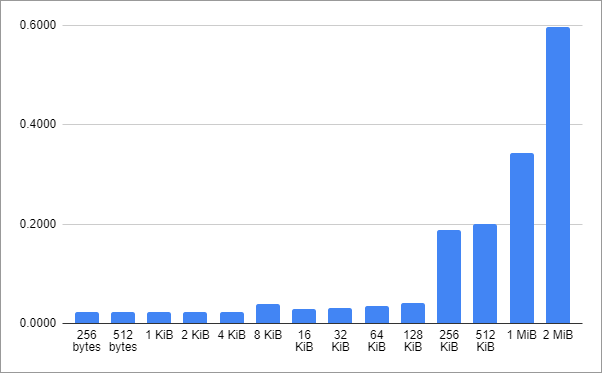 0.6000
0.4000
0.2000
0.0000
256 bytes
512 bytes
1 KiB
2 KiB
4 KiB
8 KiB
16 KiB
32 KiB
64 KiB
128 KiB
256 KiB
512 KiB
1 MiB
2 MiB